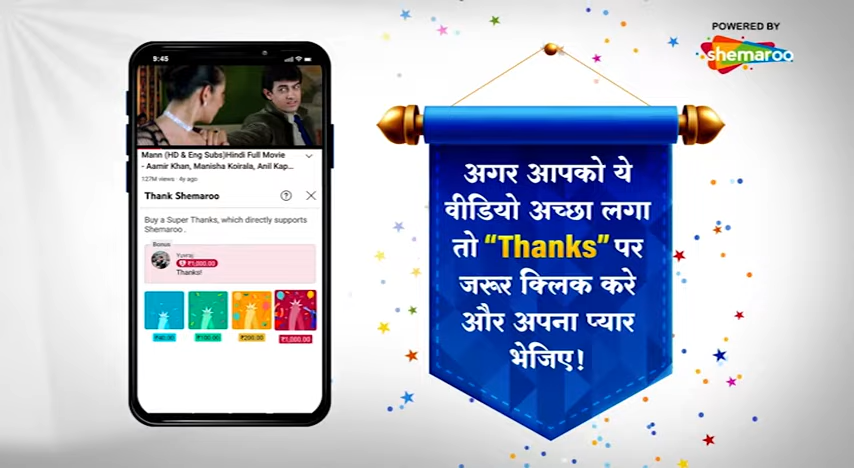 POWERED BY
shemaroo
9:45
Mann (HD & Eng Subs)Hindi Full Movie
- Aamir Khan, Manisha Koirala, Anil Kap...
127M views · 4y ago
Thank Shemaroo
Buy a Super Thanks, which directly supports
Shemaroo .
Bonus
Yuvraj
₹1,000.00
Thanks!
₹40.00 ₹100.00 ₹200.00 ₹1,000.00
अगर आपको ये
वीडियो अच्छा लगा
तो “Thanks” पर
जरूर क्लिक करे
और अपना प्यार
भेजिए!